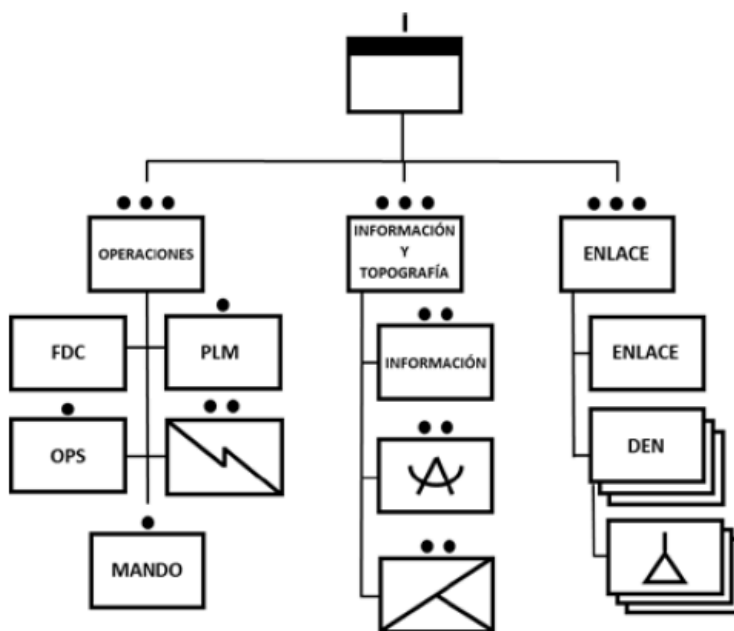 OPERACIONES
INFORMACIÓN
Y
TOPOGRAFÍA
ENLACE
FDC
PLM
INFORMACIÓN
ENLACE
OPS
DEN
MANDO